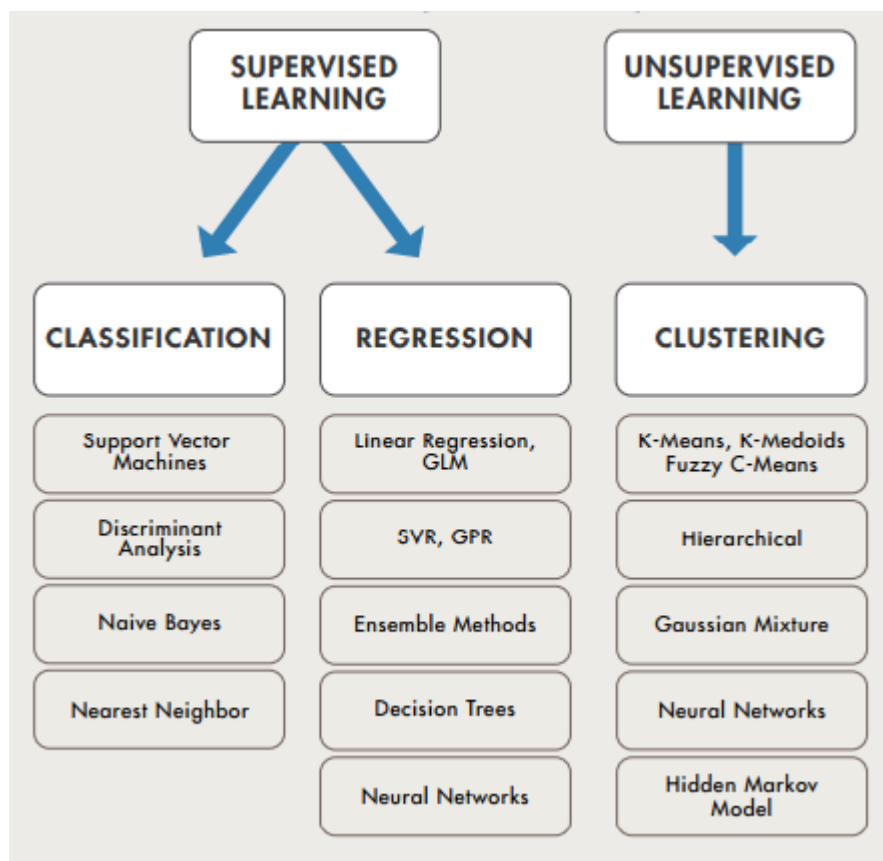 SUPERVISED
LEARNING
UNSUPERVISED
LEARNING
CLASSIFICATION
Support Vector
Machines
Discriminant
Analysis
Naive Bayes
Nearest Neighbor
REGRESSION
Linear Regression,
GLM
SVR, GPR
Ensemble Methods
Decision Trees
Neural Networks
CLUSTERING
K-Means, K-Medoids
Fuzzy C-Means
Hierarchical
Gaussian Mixture
Neural Networks
Hidden Markov
Model